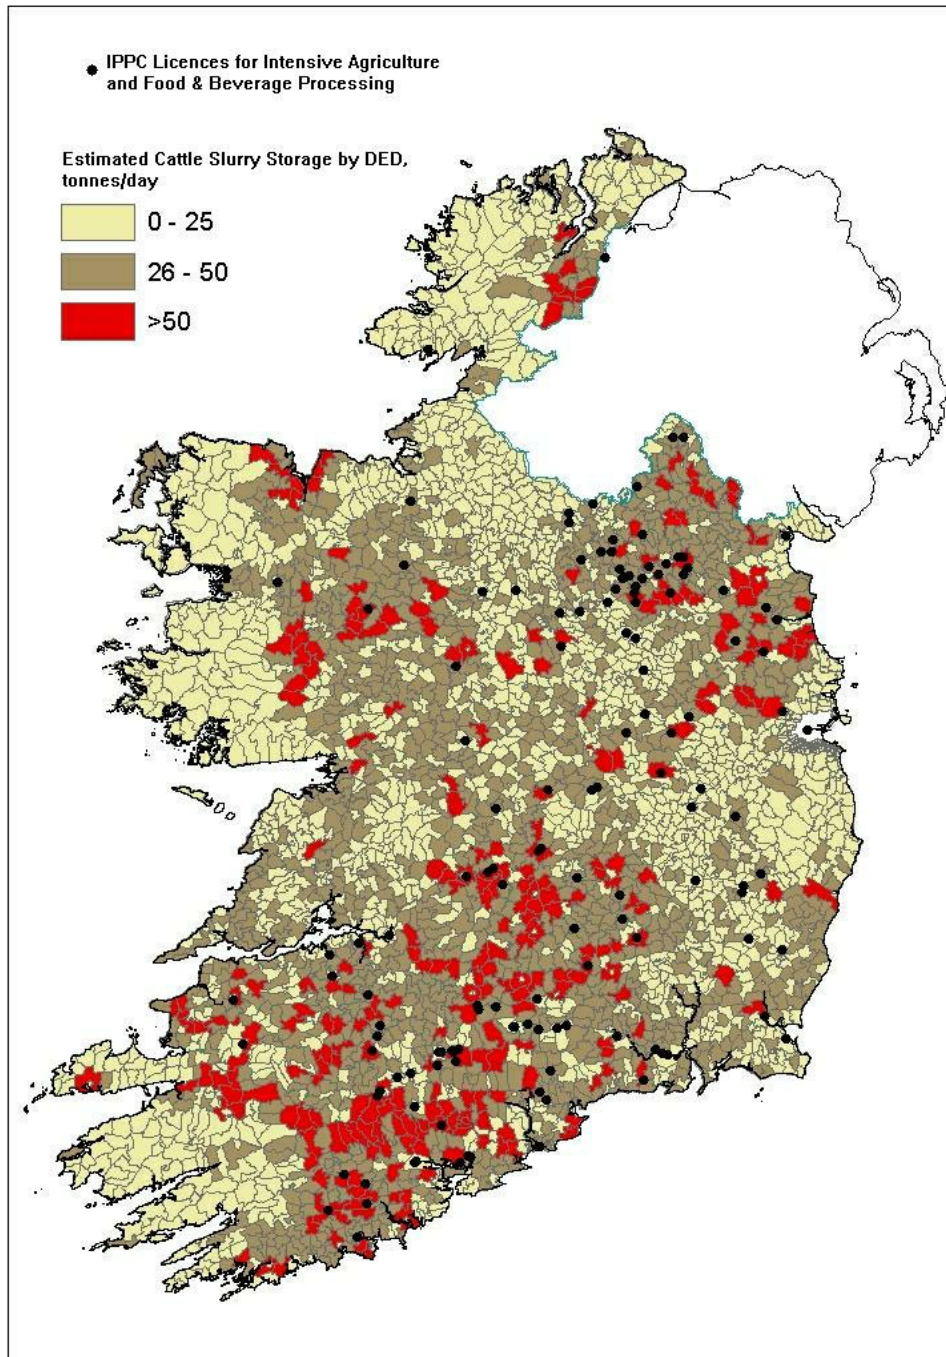 IPPC Licences for Intensive Agriculture
and Food & Beverage Processing
Estimated Cattle Slurry Storage by DED,
tonnes/day
0 - 25
26 - 50
>50